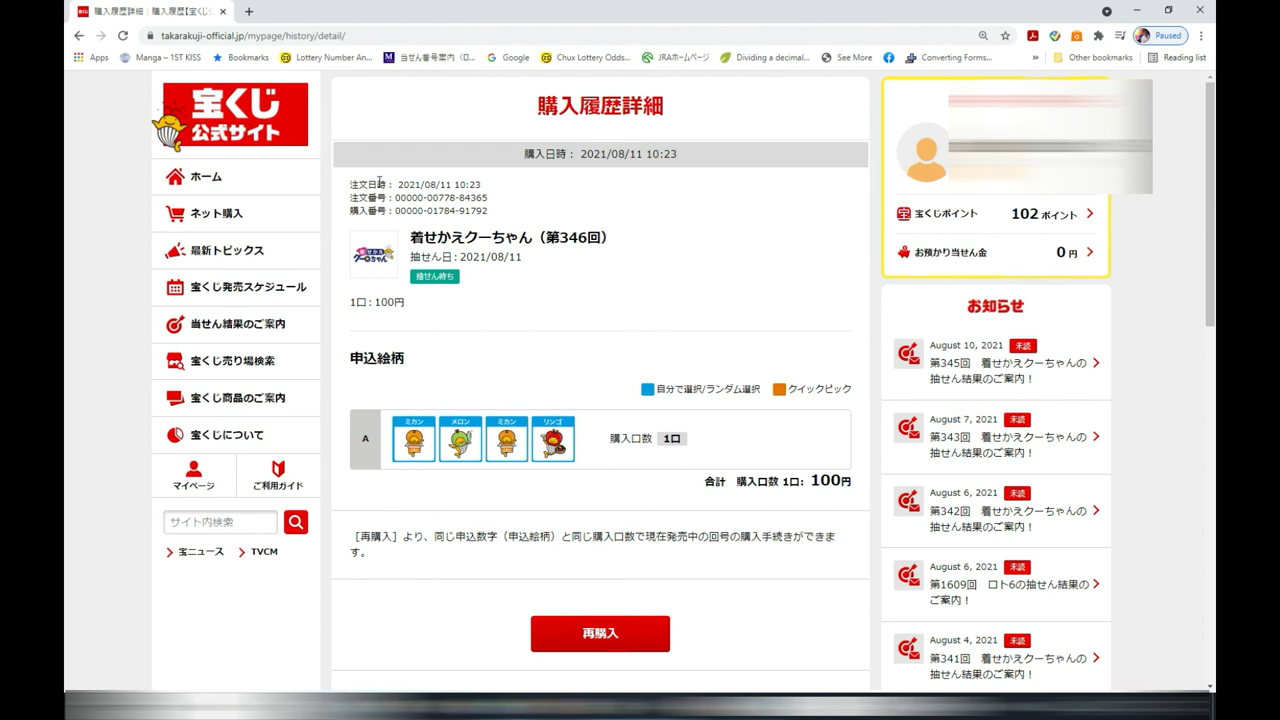 購入履歴詳細 | 購入履歴【宝くじ
takarakuji-official.jp/mypage/history/detail/
Paused
Apps
Manga – 1ST KISS
Bookmarks
Lottery Number An...
当せん番号案内（ロ...
Google
Chux Lottery Odds...
JRAホームページ
Dividing a decimal...
See More
Converting Forms...
»
Other bookmarks
Reading list
宝くじ
公式サイト
ホーム
ネット購入
最新トピックス
宝くじ発売スケジュール
当せん結果のご案内
宝くじ売り場検索
宝くじ商品のご案内
宝くじについて
マイページ
ご利用ガイド
サイト内検索
宝ニュース
TVCM
購入履歴詳細
購入日時： 2021/08/11 10:23
注文日時： 2021/08/11 10:23
注文番号：00000-00778-84365
購入番号：00000-01784-91792
着せかえ クーちゃん
着せかえクーちゃん（第346回）
抽せん日：2021/08/11
抽せん待ち
1口：100円
申込絵柄
自分で選択/ランダム選択 クイックピック
A
ミカン メロン ミカン リンゴ
購入口数 1口
合計 購入口数 1口： 100円
［再購入］より、同じ申込数字（申込絵柄）と同じ購入口数で現在発売中の回号の購入手続きができま
す。
再購入
宝くじポイント 102 ポイント
お預かり当せん金 0 円
お知らせ
August 10, 2021 未読
第345回 着せかえクーちゃんの
抽せん結果のご案内！
August 7, 2021 未読
第343回 着せかえクーちゃんの
抽せん結果のご案内！
August 6, 2021 未読
第342回 着せかえクーちゃんの
抽せん結果のご案内！
August 6, 2021 未読
第1609回 ロト6の抽せん結果の
ご案内！
August 4, 2021 未読
第341回 着せかえクーちゃんの
抽せん結果のご案内！